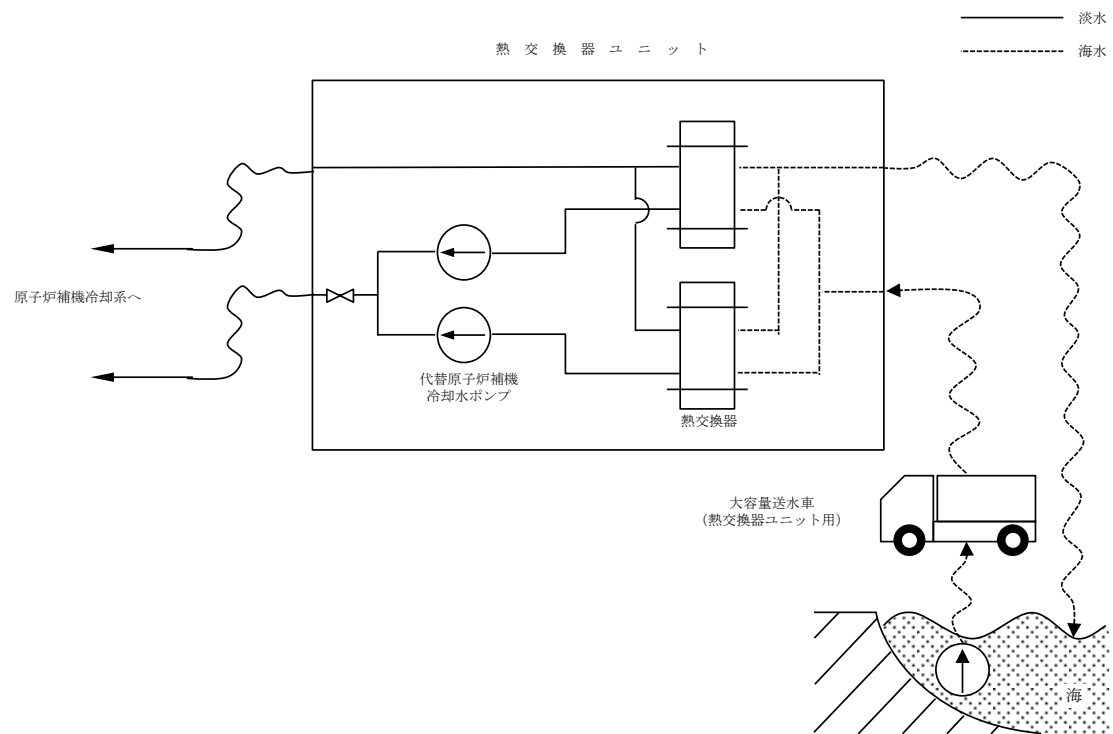 淡水
海水
熱交換器ユニット
原子炉補機冷却系へ
代替原子炉補機
冷却水ポンプ
熱交換器
大容量送水車
(熱交換器ユニット用)
海